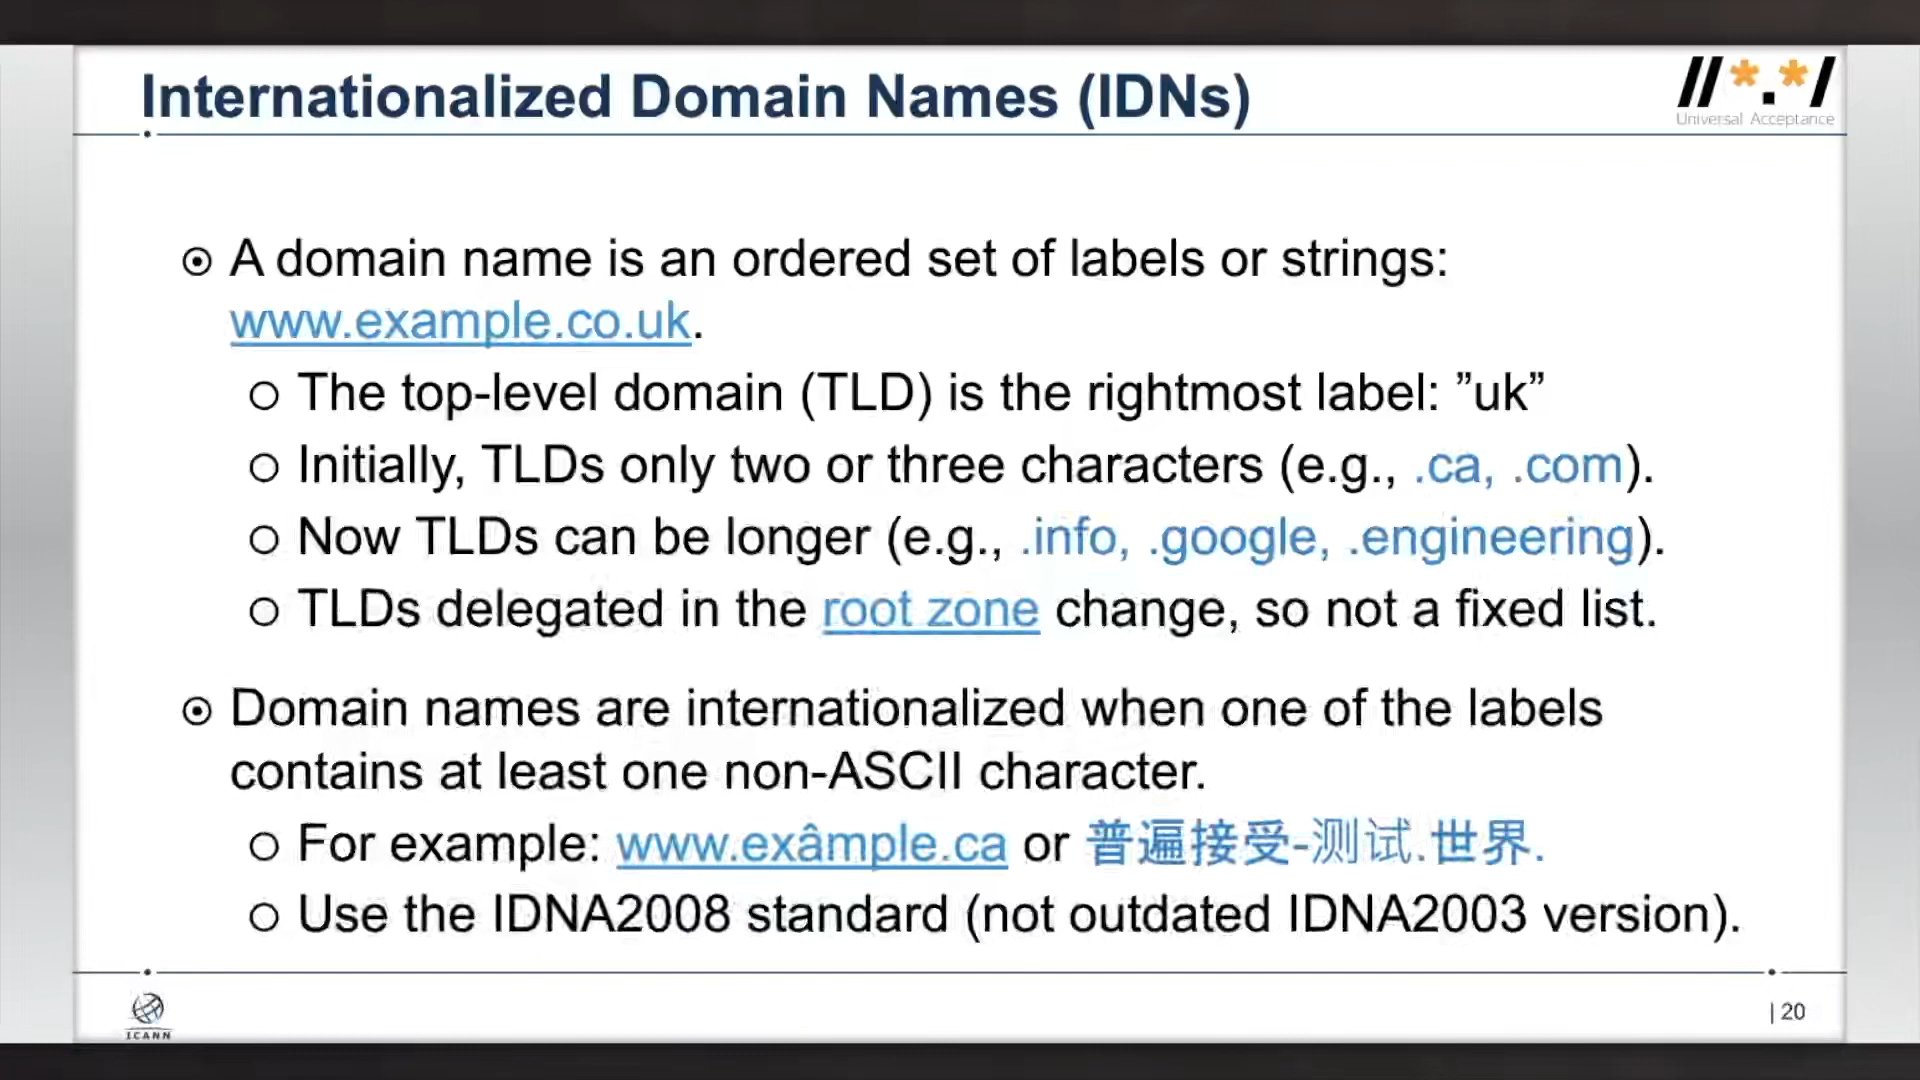 Internationalized Domain Names (IDNs)
//*.*/
Universal Acceptance
⊙ A domain name is an ordered set of labels or strings:
www.example.co.uk.
○ The top-level domain (TLD) is the rightmost label: ”uk”
○ Initially, TLDs only two or three characters (e.g., .ca, .com).
○ Now TLDs can be longer (e.g., .info, .google, .engineering).
○ TLDs delegated in the root zone change, so not a fixed list.
⊙ Domain names are internationalized when one of the labels
contains at least one non-ASCII character.
○ For example: www.exâmple.ca or 普遍接受-测试.世界.
○ Use the IDNA2008 standard (not outdated IDNA2003 version).
ICANN
| 20